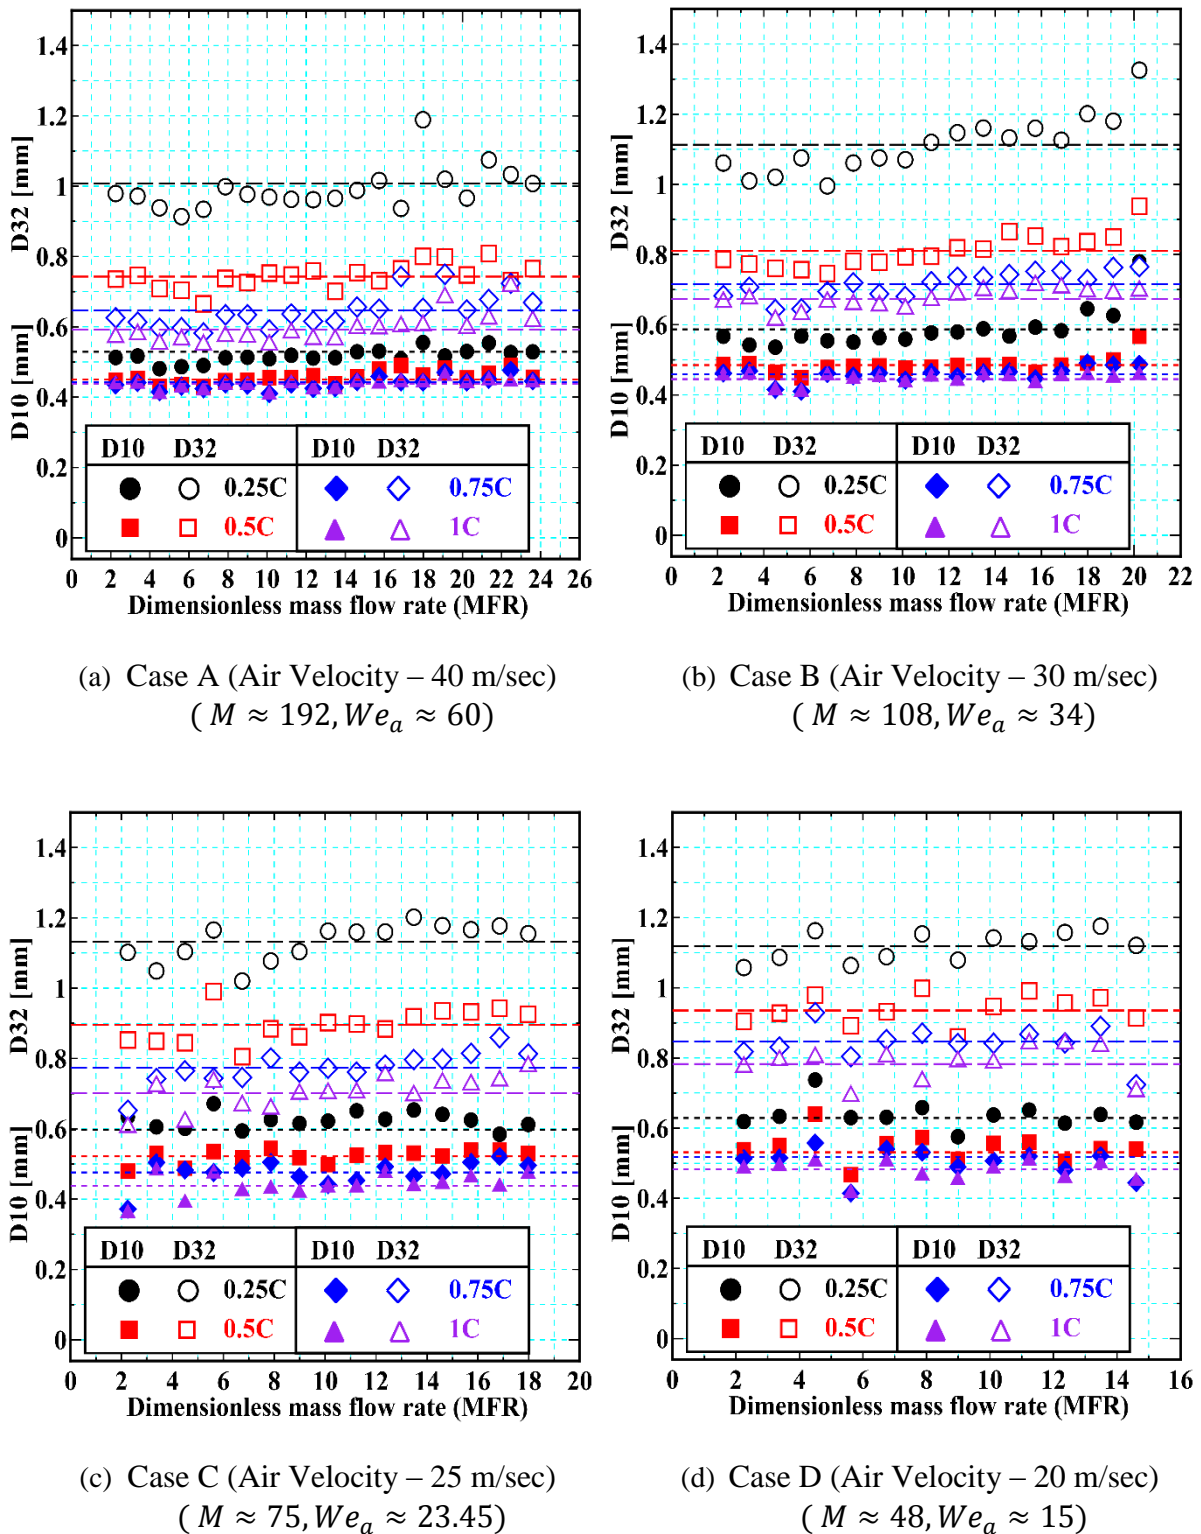 1.4
1.2
1
0.8
0.6
0.4
0.2
0
D32 [mm]
D10 [mm]
D10 D32 D10 D32
0.25C 0.75C
0.5C 1C
0 2 4 6 8 10 12 14 16 18 20 22 24 26
Dimensionless mass flow rate (MFR)
(a) Case A (Air Velocity – 40 m/sec)
( M ≈ 192, We_a ≈ 60)
1.4
1.2
1
0.8
0.6
0.4
0.2
0
D32 [mm]
D10 [mm]
D10 D32 D10 D32
0.25C 0.75C
0.5C 1C
0 2 4 6 8 10 12 14 16 18 20 22
Dimensionless mass flow rate (MFR)
(b) Case B (Air Velocity – 30 m/sec)
( M ≈ 108, We_a ≈ 34)
1.4
1.2
1
0.8
0.6
0.4
0.2
0
D32 [mm]
D10 [mm]
D10 D32 D10 D32
0.25C 0.75C
0.5C 1C
0 2 4 6 8 10 12 14 16 18 20
Dimensionless mass flow rate (MFR)
(c) Case C (Air Velocity – 25 m/sec)
( M ≈ 75, We_a ≈ 23.45)
1.4
1.2
1
0.8
0.6
0.4
0.2
0
D32 [mm]
D10 [mm]
D10 D32 D10 D32
0.25C 0.75C
0.5C 1C
0 2 4 6 8 10 12 14 16
Dimensionless mass flow rate (MFR)
(d) Case D (Air Velocity – 20 m/sec)
( M ≈ 48, We_a ≈ 15)